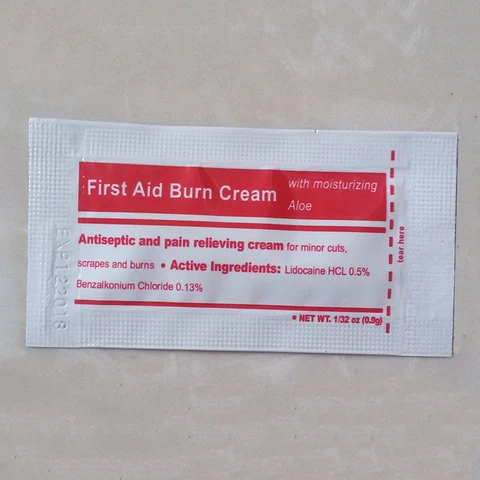 First Aid Burn Cream
with moisturizing
Aloe
Antiseptic and pain relieving cream for minor cuts,
scrapes and burns • Active Ingredients: Lidocaine HCL 0.5%
Benzalkonium Chloride 0.13%
• NET WT. 1/32 oz (0.9g)
tear here
EXP122018